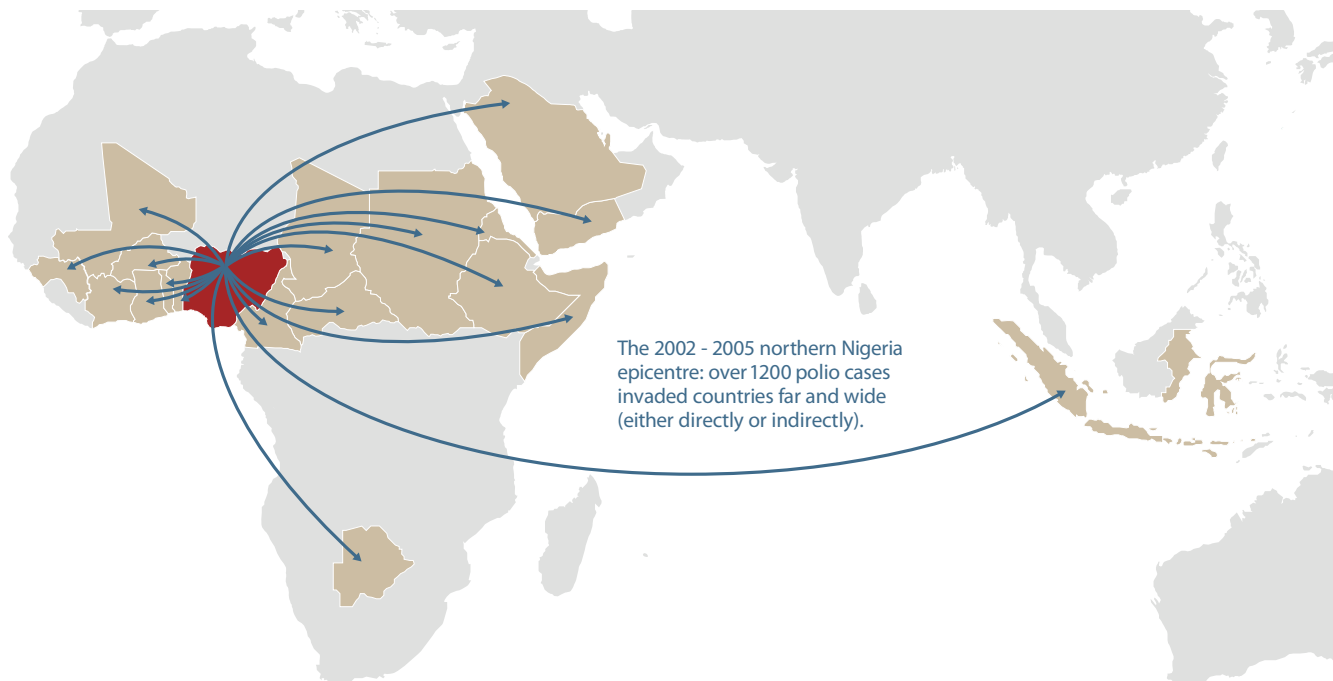 The 2002 - 2005 northern Nigeria
epicentre: over 1200 polio cases
invaded countries far and wide
(either directly or indirectly).